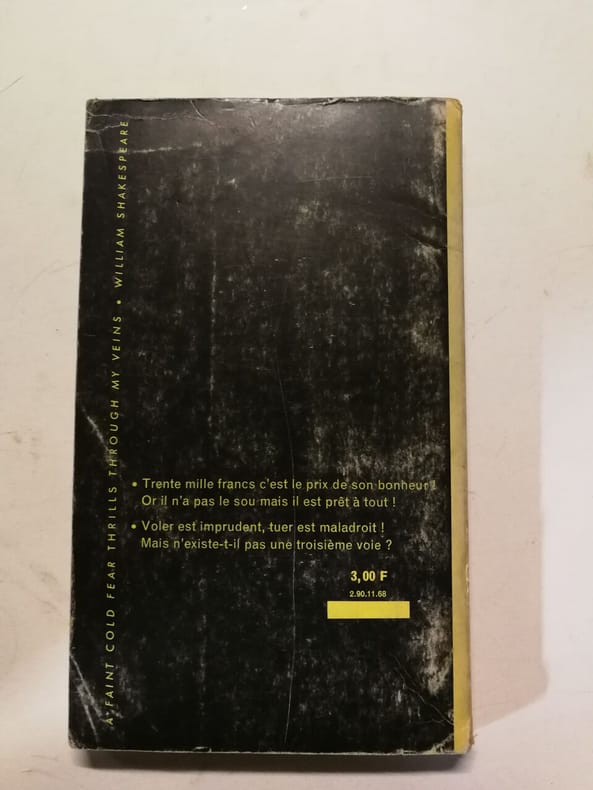 A FAINT COLD FEAR THRILLS THROUGH MY VEINS • WILLIAM SHAKESPEARE
• Trente mille francs c'est le prix de son bonheur !
Or il n'a pas le sou mais il est prêt à tout !
• Voler est imprudent, tuer est maladroit !
Mais n'existe-t-il pas une troisième voie ?
3,00 F
2.90.11.68